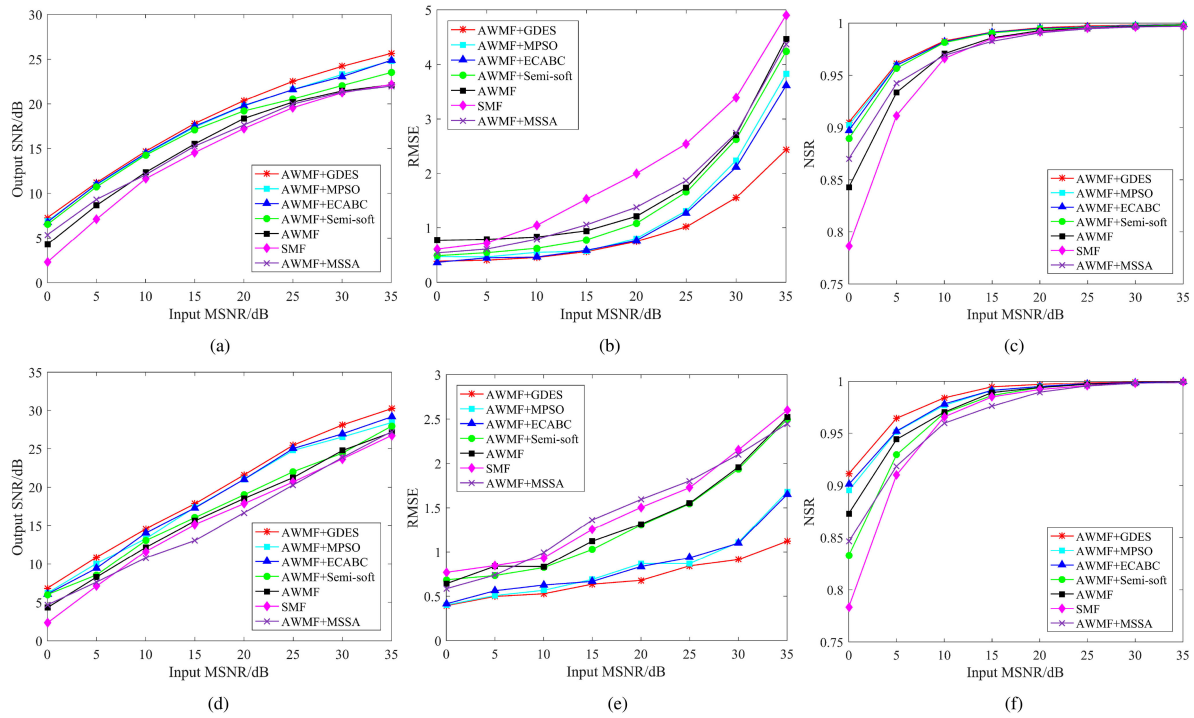 30
25
20
15
10
5
0
Output SNR/dB
AWMF+GDES
AWMF+MPSO
AWMF+ECABC
AWMF+Semi-soft
AWMF
SMF
AWMF+MSSA
0 5 10 15 20 25 30 35
Input MSNR/dB
(a)
5
4
3
2
1
0
RMSE
AWMF+GDES
AWMF+MPSO
AWMF+ECABC
AWMF+Semi-soft
AWMF
SMF
AWMF+MSSA
0 5 10 15 20 25 30 35
Input MSNR/dB
(b)
1
0.95
0.9
0.85
0.8
0.75
NSR
AWMF+GDES
AWMF+MPSO
AWMF+ECABC
AWMF+Semi-soft
AWMF
SMF
AWMF+MSSA
0 5 10 15 20 25 30 35
Input MSNR/dB
(c)
35
30
25
20
15
10
5
0
Output SNR/dB
AWMF+GDES
AWMF+MPSO
AWMF+ECABC
AWMF+Semi-soft
AWMF
SMF
AWMF+MSSA
0 5 10 15 20 25 30 35
Input MSNR/dB
(d)
3
2.5
2
1.5
1
0.5
0
RMSE
AWMF+GDES
AWMF+MPSO
AWMF+ECABC
AWMF+Semi-soft
AWMF
SMF
AWMF+MSSA
0 5 10 15 20 25 30 35
Input MSNR/dB
(e)
1
0.95
0.9
0.85
0.8
0.75
NSR
AWMF+GDES
AWMF+MPSO
AWMF+ECABC
AWMF+Semi-soft
AWMF
SMF
AWMF+MSSA
0 5 10 15 20 25 30 35
Input MSNR/dB
(f)